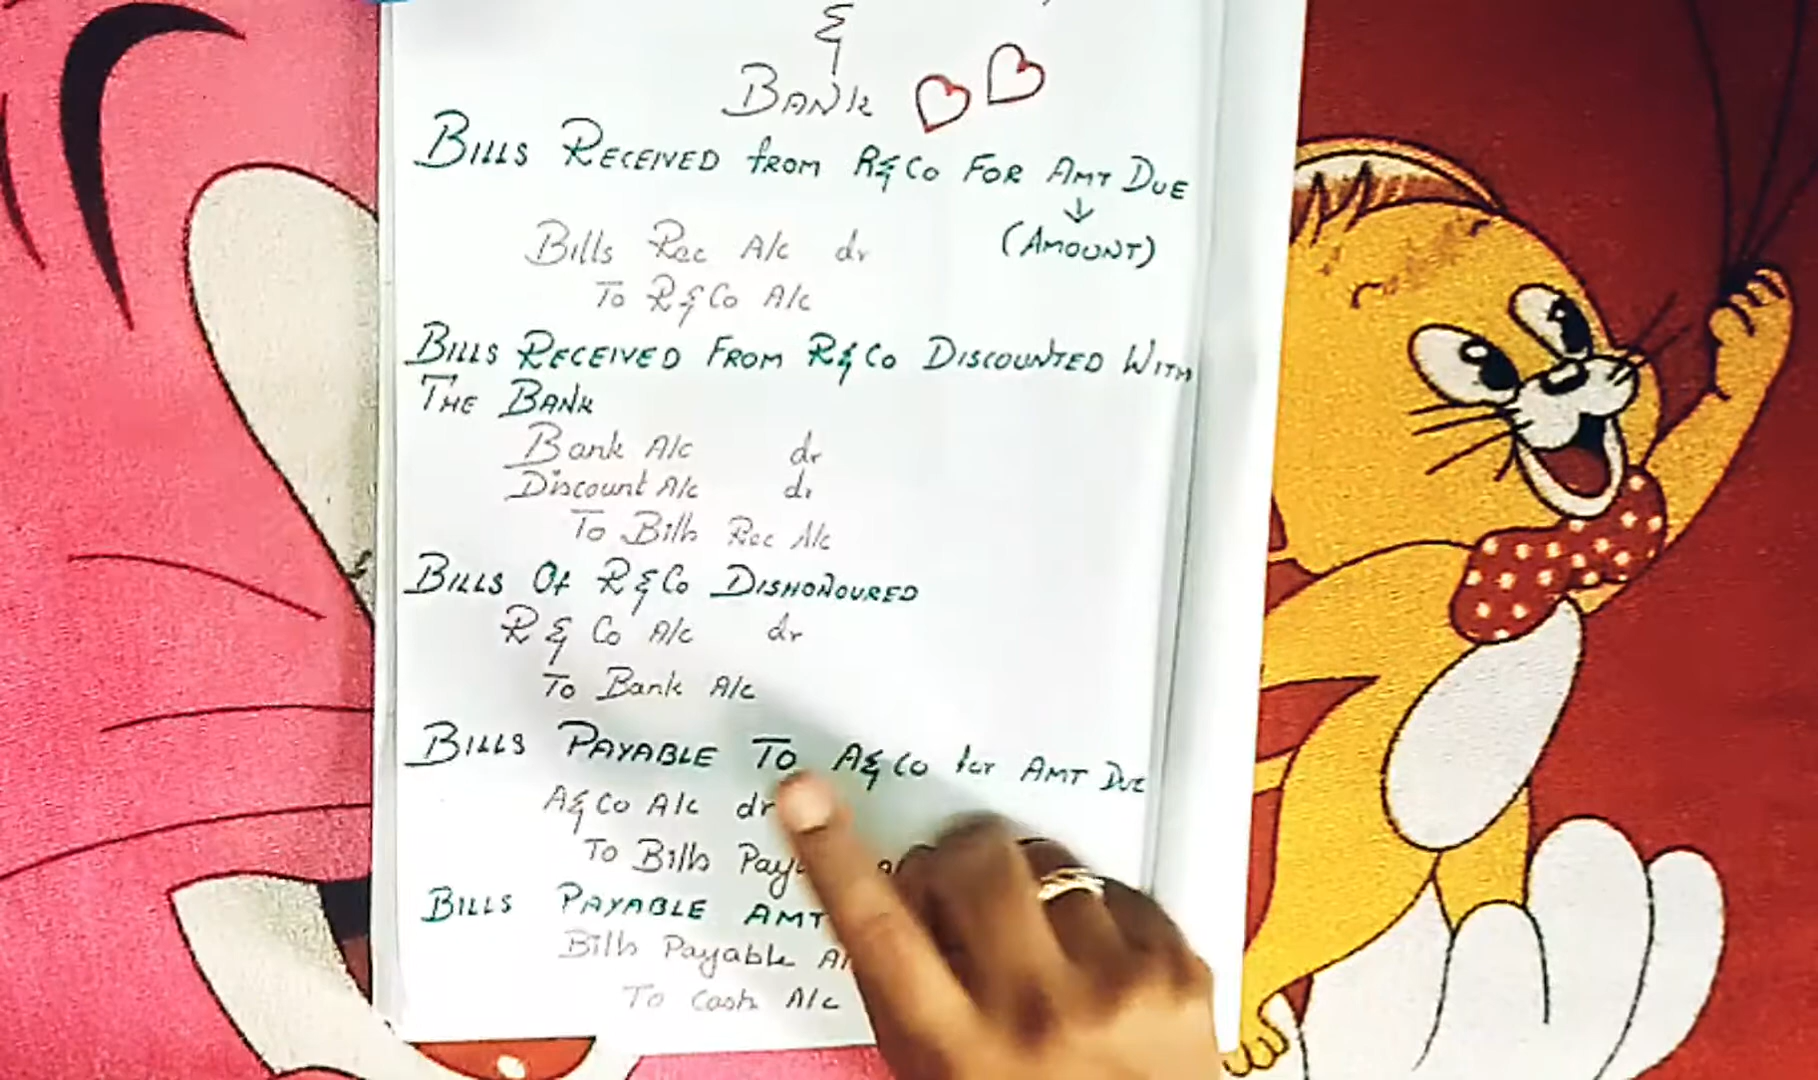 &
BANK
BILLS RECEIVED from R&Co FOR AMT DUE
(AMOUNT)
Bills Rec A/c dr
To R&Co A/c
BILLS RECEIVED FROM R&Co DISCOUNTED WITH
THE BANK
Bank A/c dr
Discount A/c dr
To Bills Rec A/c
BILLS Of R&Co DISHONOURED
R & Co A/c dr
To Bank A/c
BILLS PAYABLE TO A&Co for AMT DUE
A&Co A/c dr
To Bills
BILLS PAYABLE AMT
Bills Payable
To Cash A/c